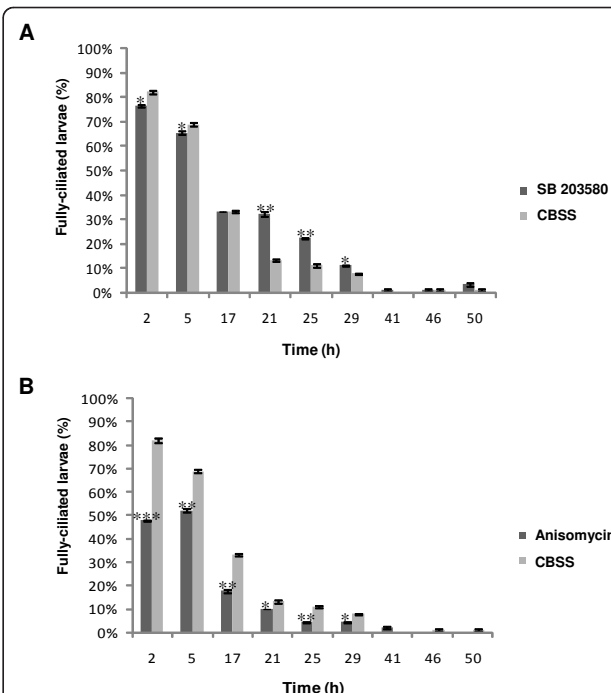 A
Fully-ciliated larvae (%)
100%
90%
80%
70%
60%
50%
40%
30%
20%
10%
0%
* * ** ** *
2 5 17 21 25 29 41 46 50
Time (h)
SB 203580
CBSS
B
Fully-ciliated larvae (%)
100%
90%
80%
70%
60%
50%
40%
30%
20%
10%
0%
*** ** ** * ** *
2 5 17 21 25 29 41 46 50
Time (h)
Anisomycin
CBSS